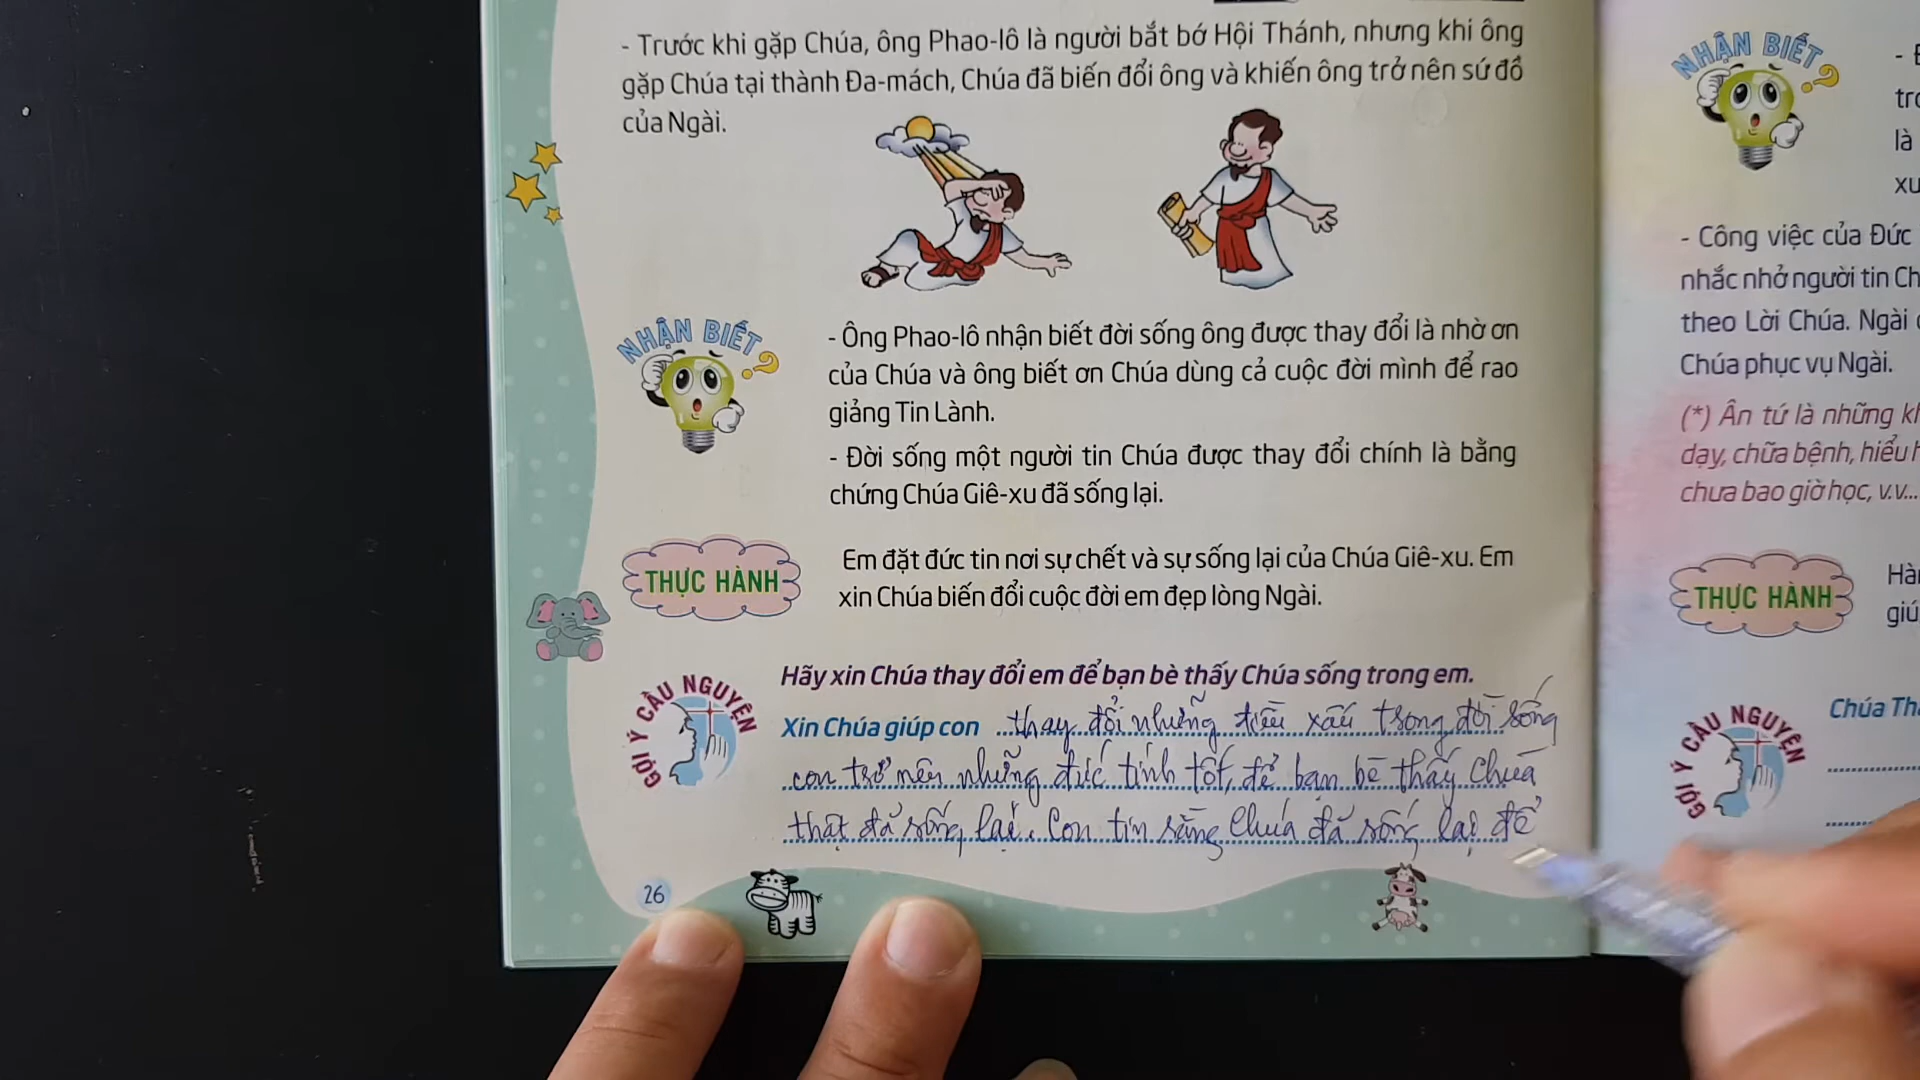 - Trước khi gặp Chúa, ông Phao-lô là người bắt bớ Hội Thánh, nhưng khi ông
gặp Chúa tại thành Đa-mách, Chúa đã biến đổi ông và khiến ông trở nên sứ đồ
của Ngài.
NHẬN BIẾT?
- Ông Phao-lô nhận biết đời sống ông được thay đổi là nhờ ơn
của Chúa và ông biết ơn Chúa dùng cả cuộc đời mình để rao
giảng Tin Lành.
- Đời sống một người tin Chúa được thay đổi chính là bằng
chứng Chúa Giê-xu đã sống lại.
THỰC HÀNH
Em đặt đức tin nơi sự chết và sự sống lại của Chúa Giê-xu. Em
xin Chúa biến đổi cuộc đời em đẹp lòng Ngài.
GỢI Ý CẦU NGUYỆN
Hãy xin Chúa thay đổi em để bạn bè thấy Chúa sống trong em.
Xin Chúa giúp con thay đổi những điều xấu trong đời sống
con trở nên những đức tính tốt, để bạn bè thấy Chúa
thật đã sống lại. Con tin rằng Chúa đã sống lại để
26
NHẬN BIẾT?
- Công việc của Đức
nhắc nhở người tin Ch
theo Lời Chúa. Ngài
Chúa phục vụ Ngài.
(*) Ân tứ là những
dạy, chữa bệnh, hiểu
chưa bao giờ học, v.v...
là
THỰC HÀNH
GỢI Ý CẦU NGUYỆN
Chúa